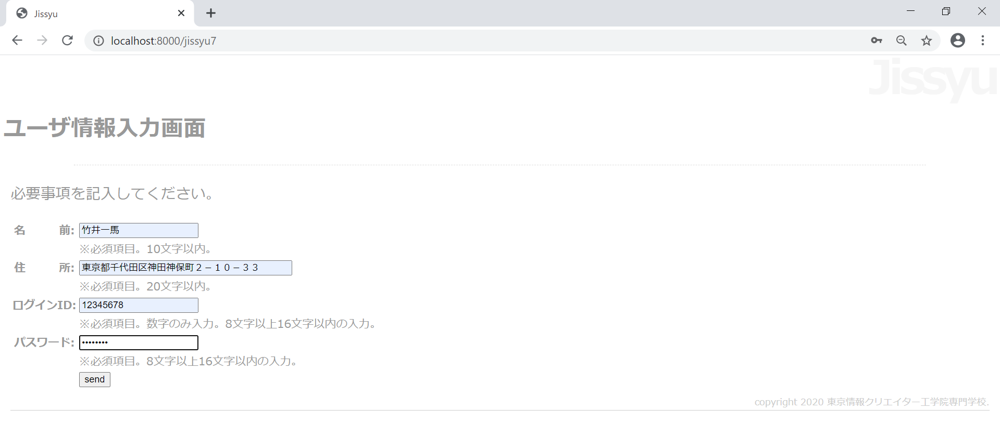 Jissyu
localhost:8000/jissyu7
Jissyu
ユーザ情報入力画面
必要事項を記入してください。
名 前: 竹井一馬
※必須項目。10文字以内。
住 所: 東京都千代田区神田神保町２－１０－３３
※必須項目。20文字以内。
ログインID: 12345678
※必須項目。数字のみ入力。8文字以上16文字以内の入力。
パスワード: ••••••••
※必須項目。8文字以上16文字以内の入力。
send
copyright 2020 東京情報クリエイター工学院専門学校.